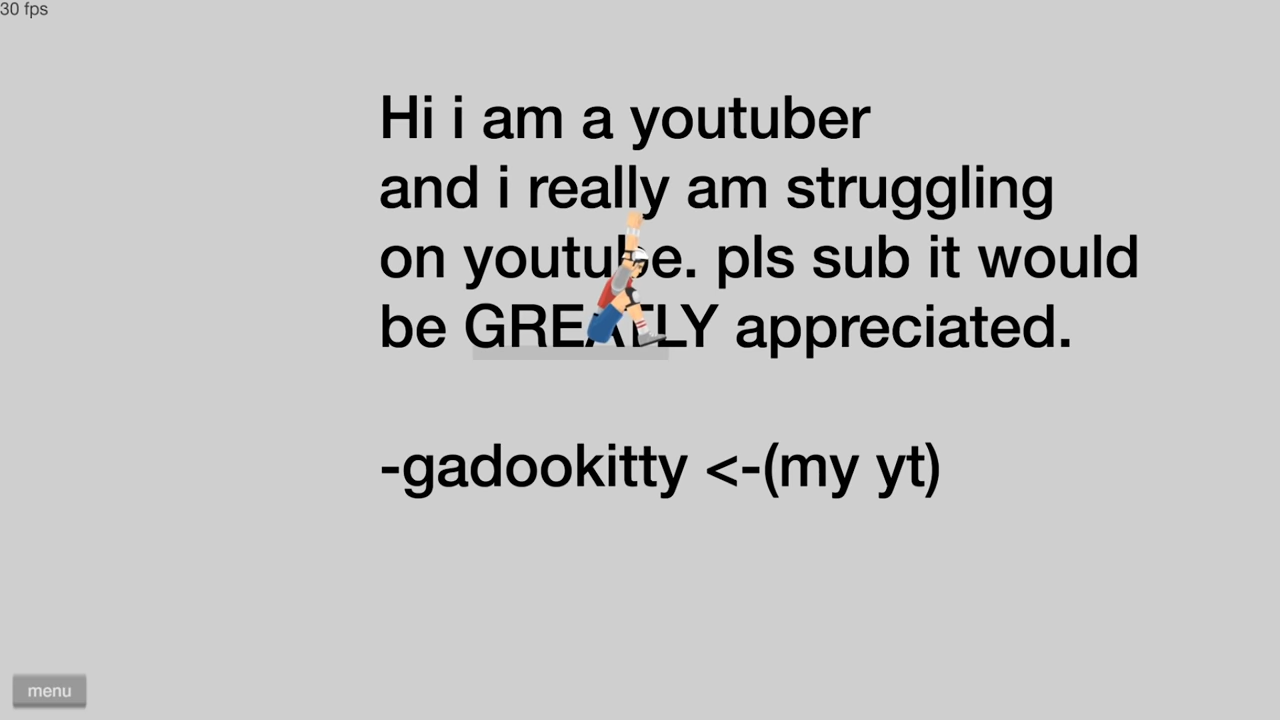 30 fps
Hi i am a youtuber
and i really am struggling
on youtube. pls sub it would
be GREATLY appreciated.
-gadookitty <-(my yt)
menu